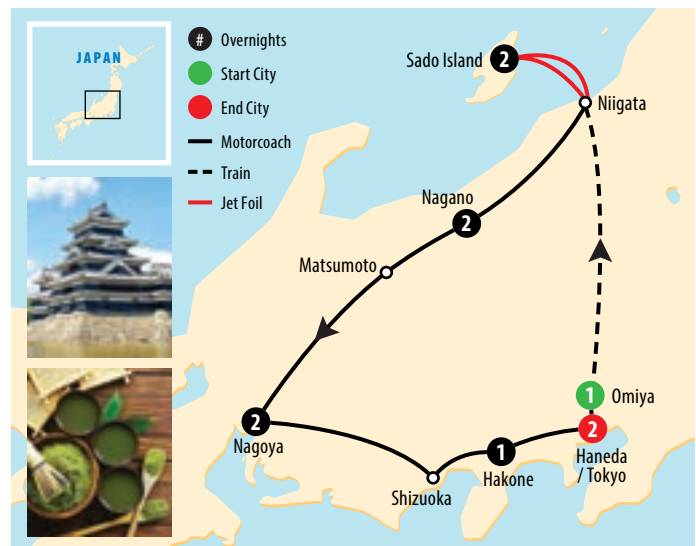 JAPAN
# Overnights
Start City
End City
Motorcoach
Train
Jet Foil
Sado Island
2
Niigata
Nagano
2
Matsumoto
2
Nagoya
Shizuoka
1
Hakone
1
Omiya
2
Haneda
/ Tokyo